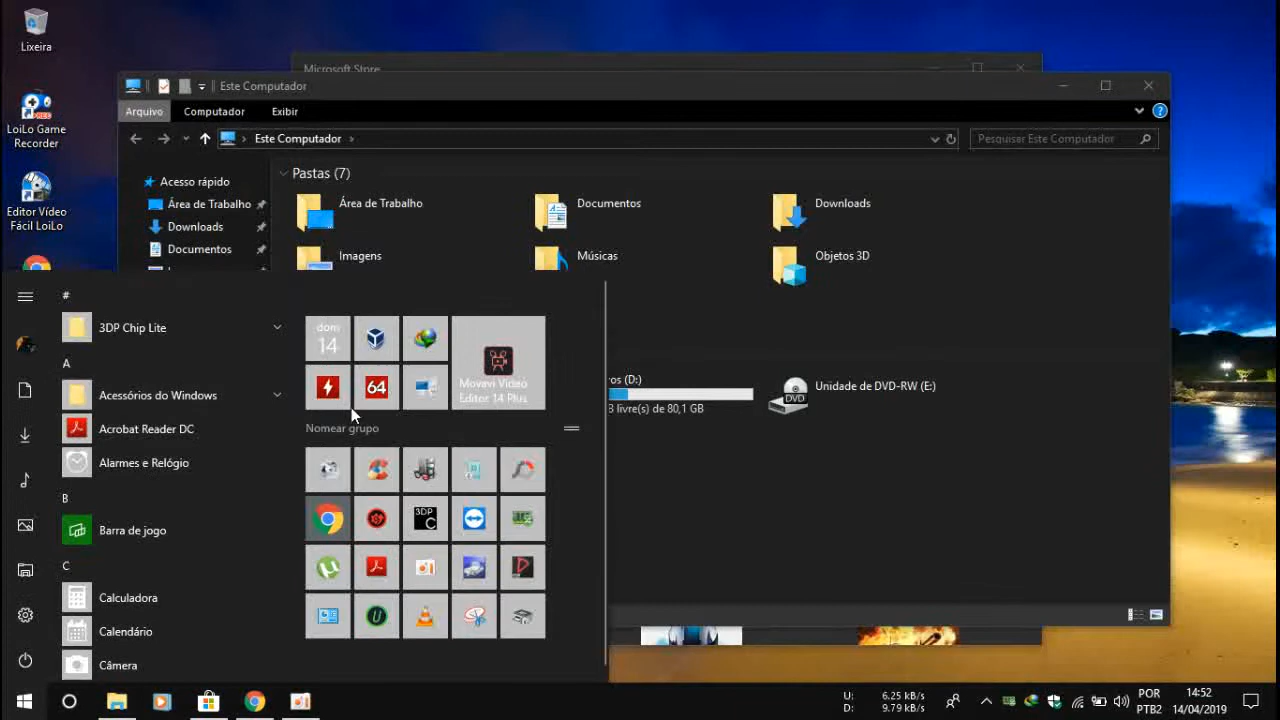 Lixeira
LoiLo Game
Recorder
Editor Vídeo
Fácil LoiLo
Microsoft Store
Este Computador
Arquivo
Computador
Exibir
Este Computador
Pesquisar Este Computador
Acesso rápido
Área de Trabalho
Downloads
Documentos
Pastas (7)
Área de Trabalho
Documentos
Downloads
Imagens
Músicas
Objetos 3D
os (D:)
livre(s) de 80,1 GB
Unidade de DVD-RW (E:)
#
3DP Chip Lite
A
Acessórios do Windows
Acrobat Reader DC
Alarmes e Relógio
B
Barra de jogo
C
Calculadora
Calendário
Câmera
dom
14
64
Movavi Video
Editor 14 Plus
Nomear grupo
3DP
C
U: 6.25 kB/s
D: 9.79 kB/s
POR
PTB2
14:52
14/04/2019